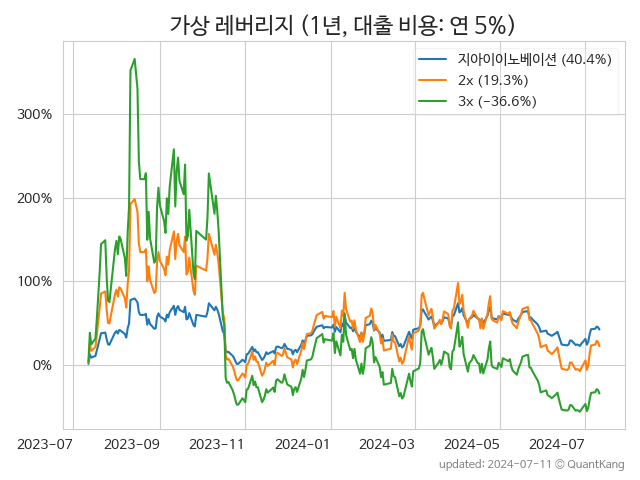 가상 레버리지 (1년, 대출 비용: 연 5%)
지아이이노베이션 (40.4%)
2x (19.3%)
3x (−36.6%)
300%
200%
100%
0%
2023-07 2023-09 2023-11 2024-01 2024-03 2024-05 2024-07
updated: 2024-07-11 © QuantKang